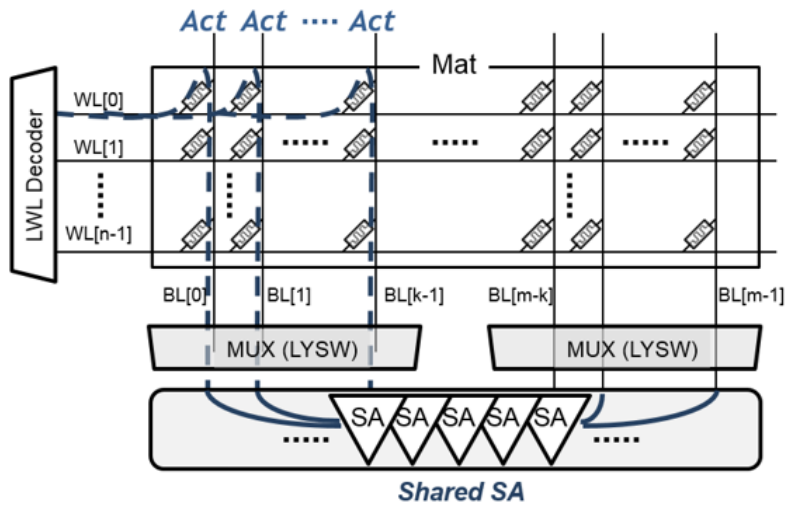 Act Act ···· Act
Mat
WL[0]
WL[1]
WL[n-1]
LWL Decoder
BL[0] BL[1] BL[k-1] BL[m-k] BL[m-1]
MUX (LYSW) MUX (LYSW)
SA SA SA SA SA
Shared SA